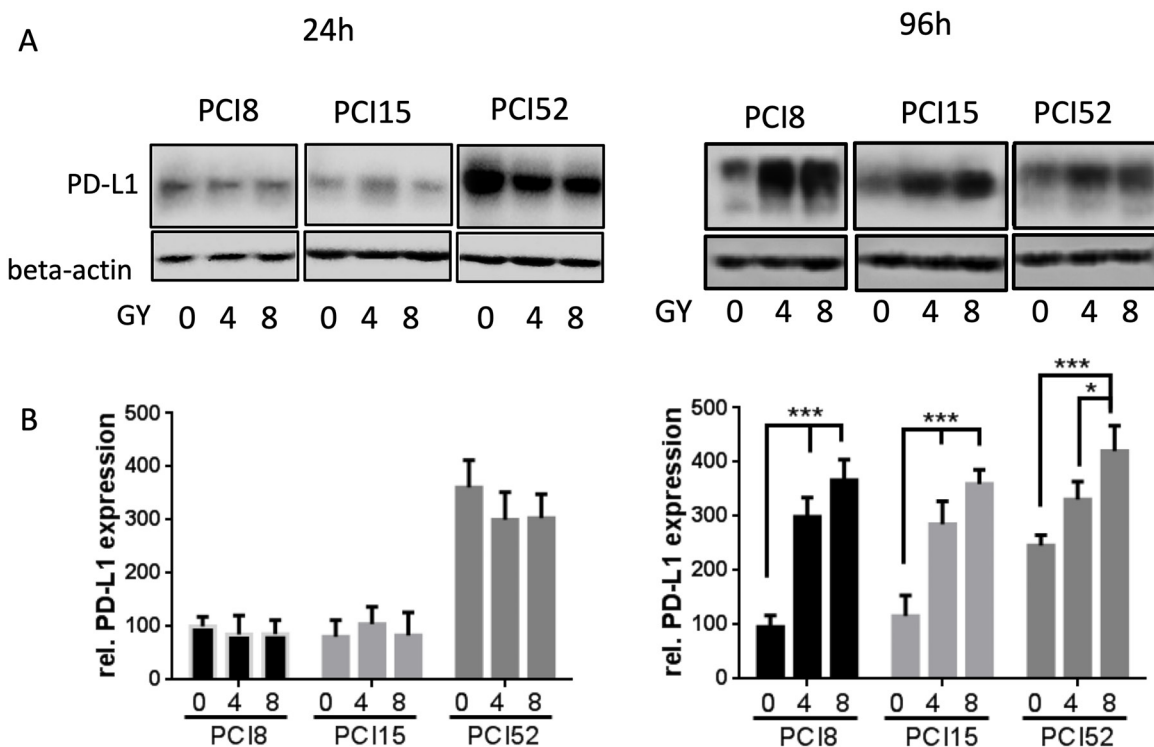 A
24h
96h
PCI8 PCI15 PCI52
PCI8 PCI15 PCI52
PD-L1
beta-actin
GY 0 4 8 0 4 8 0 4 8
GY 0 4 8 0 4 8 0 4 8
B
rel. PD-L1 expression
500
400
300
200
100
0
0 4 8 0 4 8 0 4 8
PCI8 PCI15 PCI52
rel. PD-L1 expression
500
400
300
200
100
0
***
***
***
*
0 4 8 0 4 8 0 4 8
PCI8 PCI15 PCI52